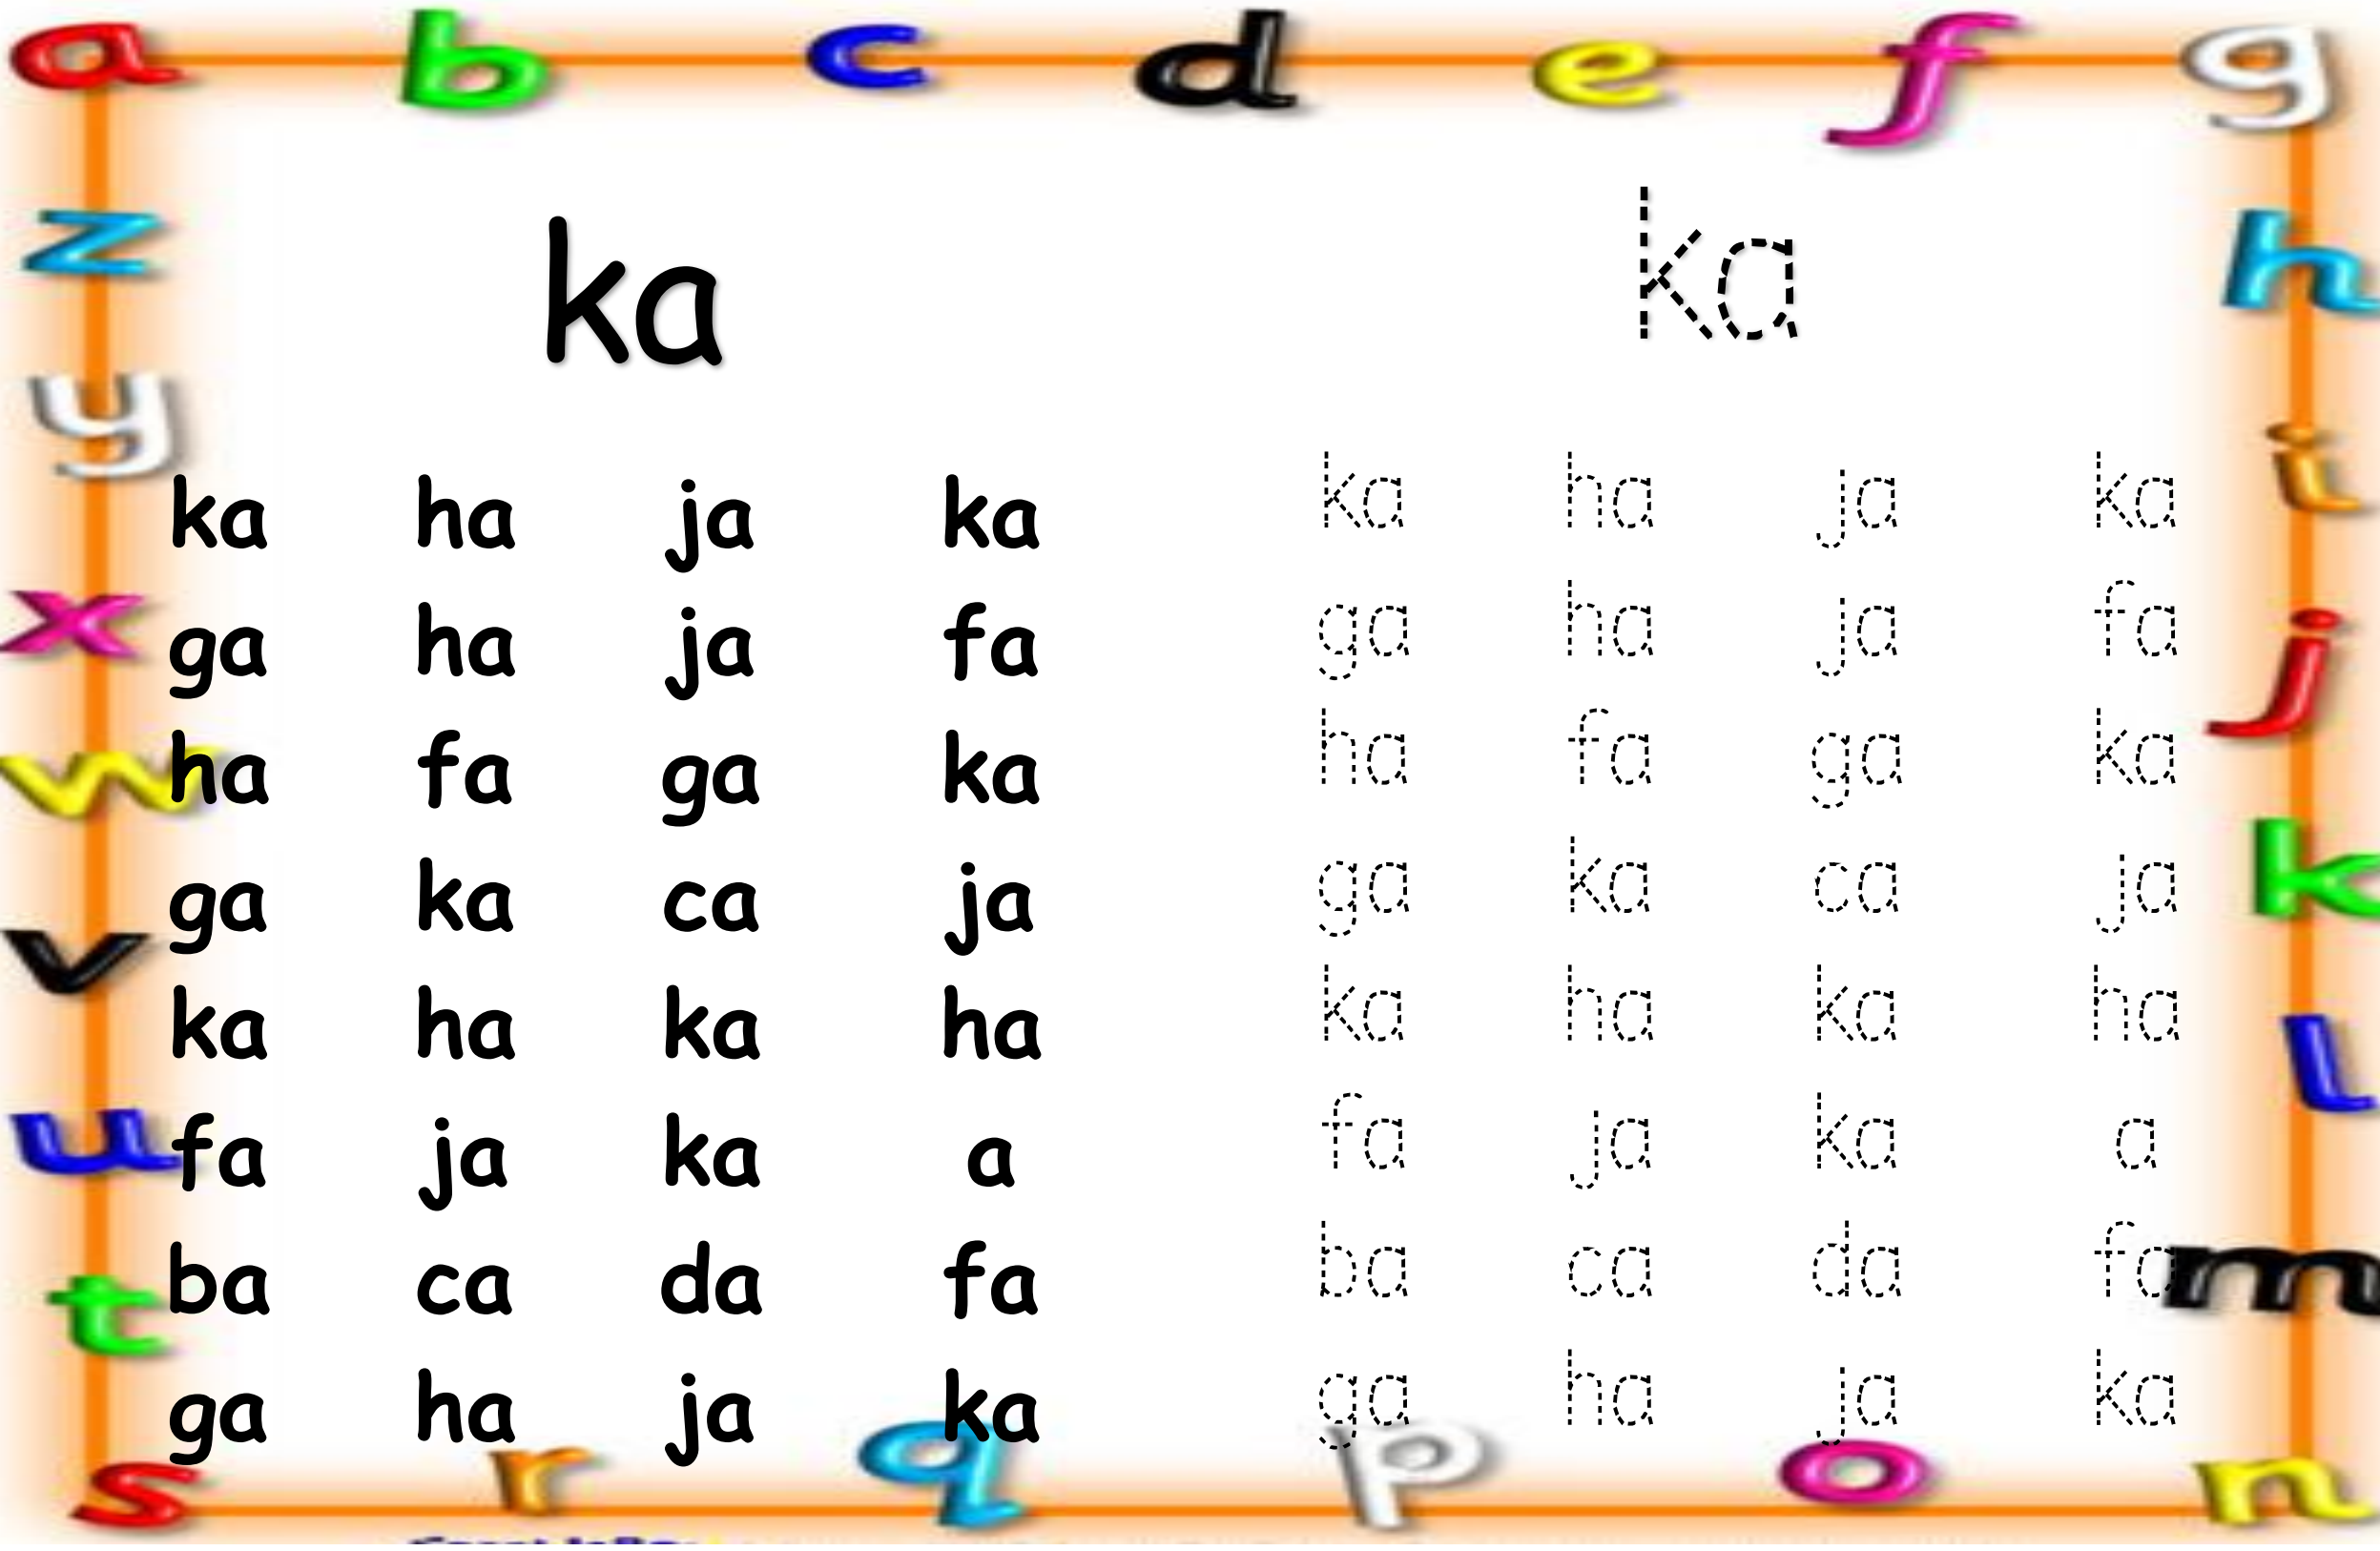 a b c d e f g
ka ka
z h
y i
ka ha ja ka ka ha ja ka
x j
ga ha ja fa ga ha ja fa
w
ha fa ga ka ha fa ga ka
k
ga ka ca ja ga ka ca ja
v
ka ha ka ha ka ha ka ha
l
u
fa ja ka a fa ja ka a
t m
ba ca da fa ba ca da fa
ga ha ja ka ga ha ja ka
s r q p o n